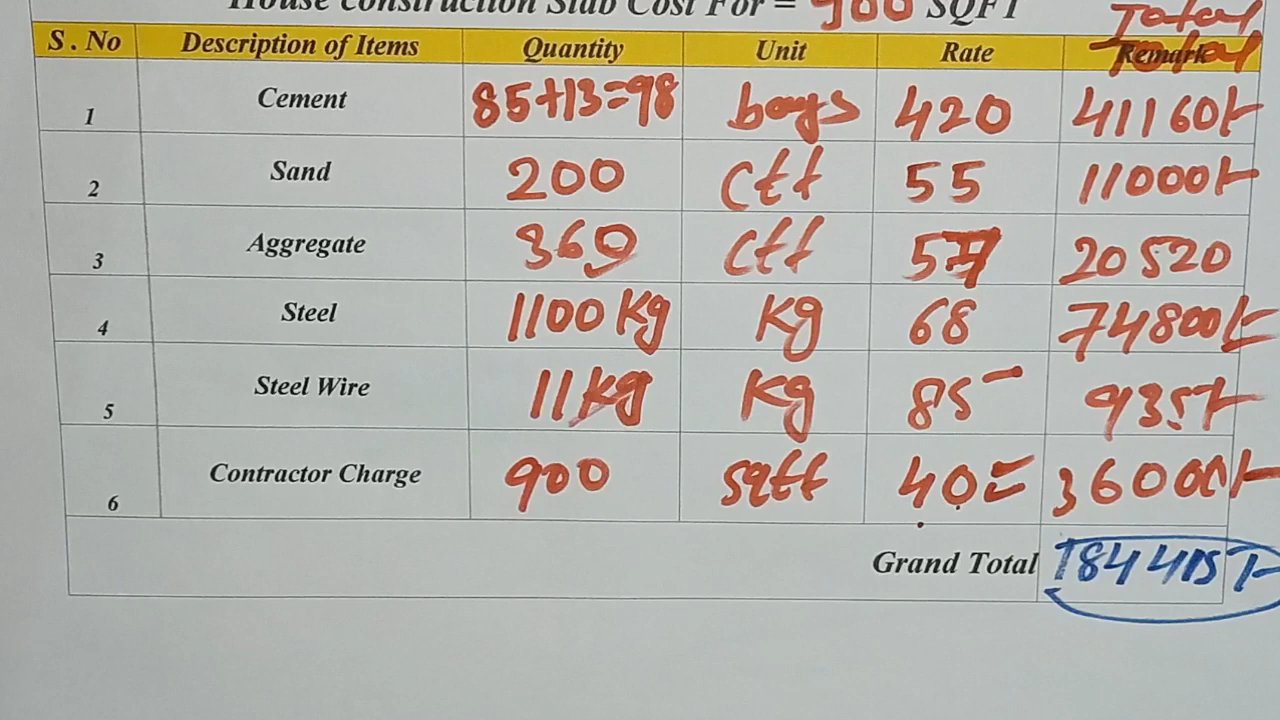 House Construction Slab Cost For = 900 SQFT
Total
S. No Description of Items Quantity Unit Rate Remark Total
1 Cement 85+13=98 bags 420 41160/-
2 Sand 200 Cft 55 11000/-
3 Aggregate 360 Cft 57 20520
4 Steel 1100 Kg Kg 68 74800/-
5 Steel Wire 11 Kg Kg 85- 935/-
6 Contractor Charge 900 Sqft 40= 36000/-
Grand Total 184415/-